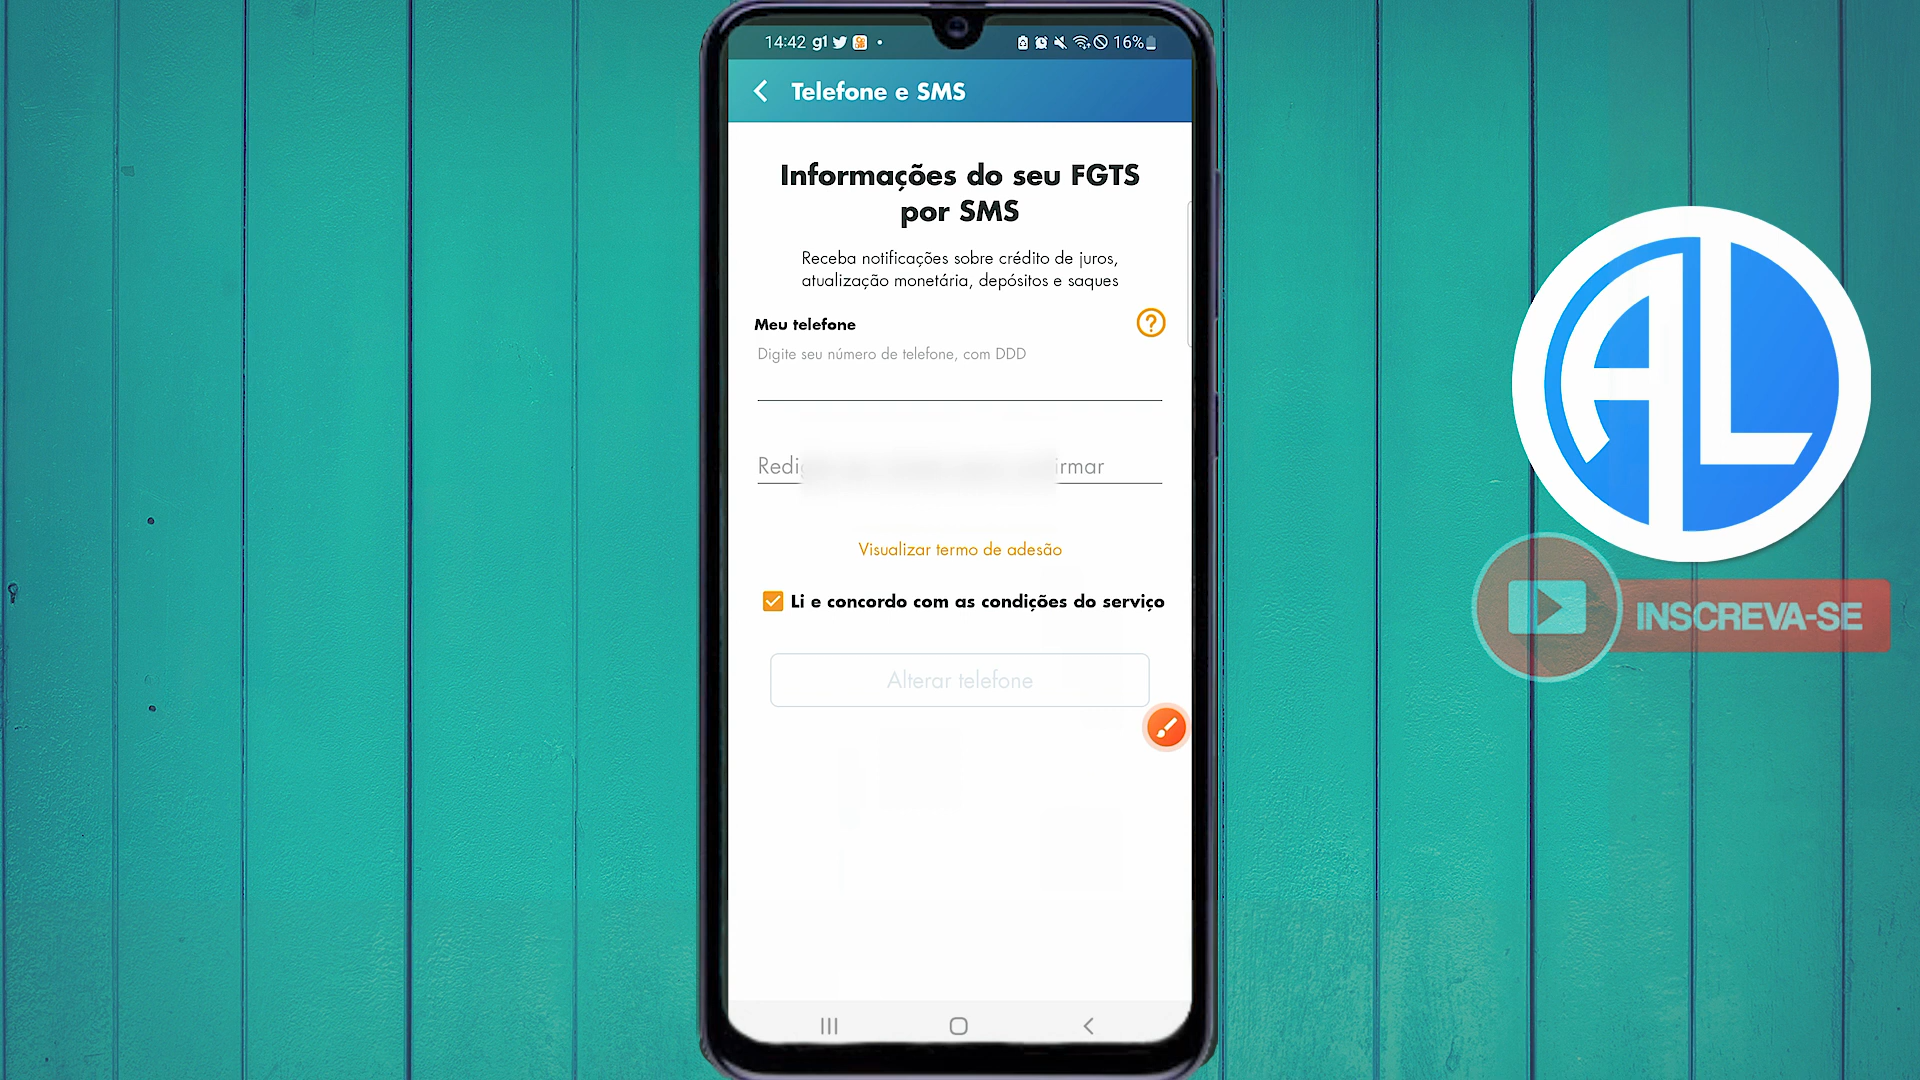 14:42 g1 16%
Telefone e SMS
Informações do seu FGTS
por SMS
Receba notificações sobre crédito de juros,
atualização monetária, depósitos e saques
Meu telefone
?
Digite seu número de telefone, com DDD
Visualizar termo de adesão
Li e concordo com as condições do serviço
Alterar telefone
AL
INSCREVA-SE